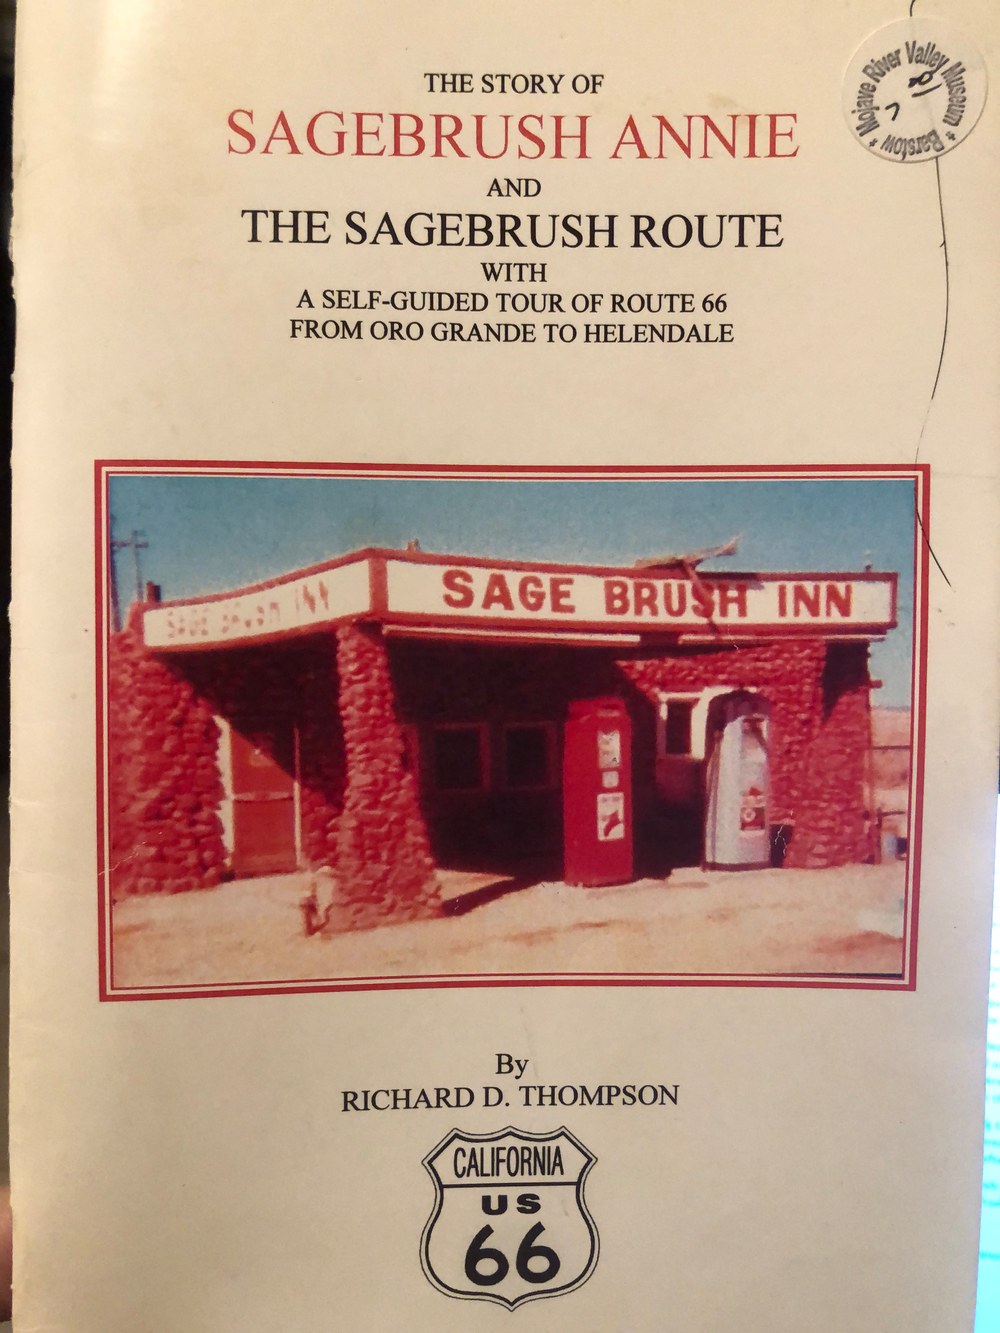 THE STORY OF
SAGEBRUSH ANNIE
AND
THE SAGEBRUSH ROUTE
WITH
A SELF-GUIDED TOUR OF ROUTE 66
FROM ORO GRANDE TO HELENDALE
Mojave River Valley Museum * Barstow *
SAGE BRUSH INN
SAGE BRUSH INN
By
RICHARD D. THOMPSON
CALIFORNIA
US
66